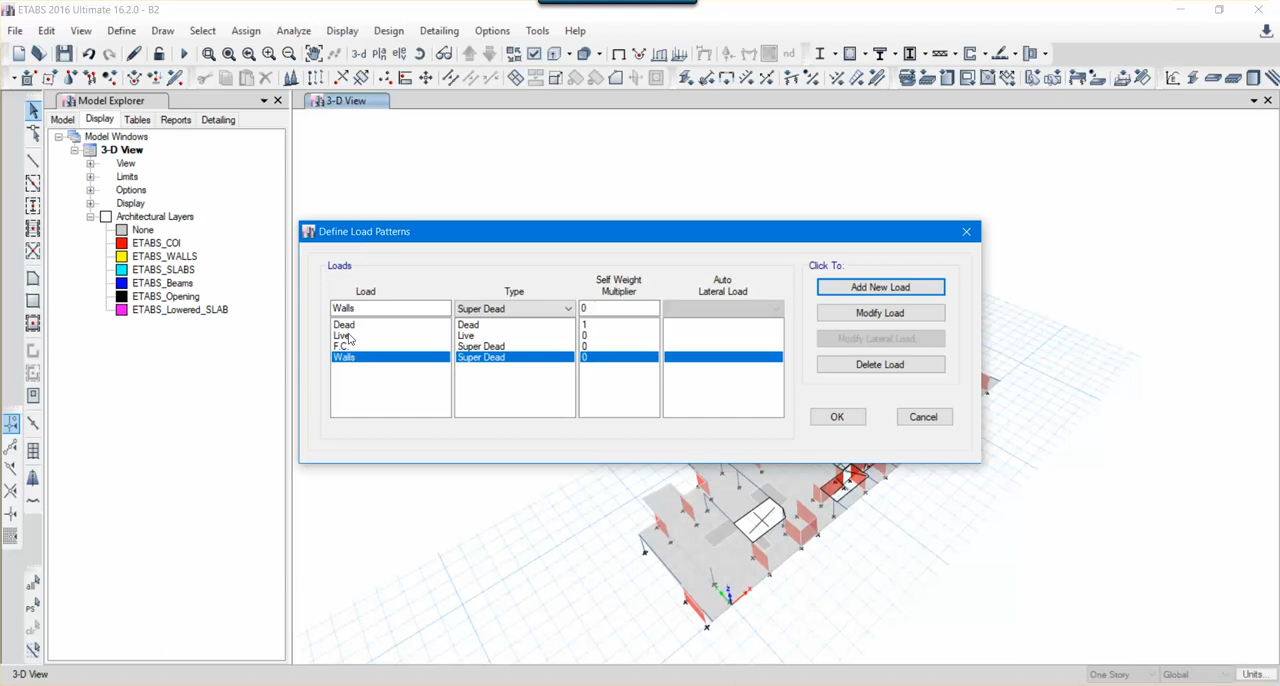 ETABS 2016 Ultimate 16.2.0 - B2
File Edit View Define Draw Select Assign Analyze Display Design Detailing Options Tools Help
3-d
nd
Model Explorer
3-D View
Model Display Tables Reports Detailing
Model Windows
3-D View
View
Limits
Options
Display
Architectural Layers
None
ETABS_COl
ETABS_WALLS
ETABS_SLABS
ETABS_Beams
ETABS_Opening
ETABS_Lowered_SLAB
Define Load Patterns
Loads
Click To:
Load Type Self Weight Multiplier Auto Lateral Load
Walls Super Dead 0
Dead Dead 1
Live Live 0
F.C Super Dead 0
Walls Super Dead 0
Add New Load
Modify Load
Modify Lateral Load.
Delete Load
OK Cancel
all
PS
clr
3-D View
One Story Global Units...